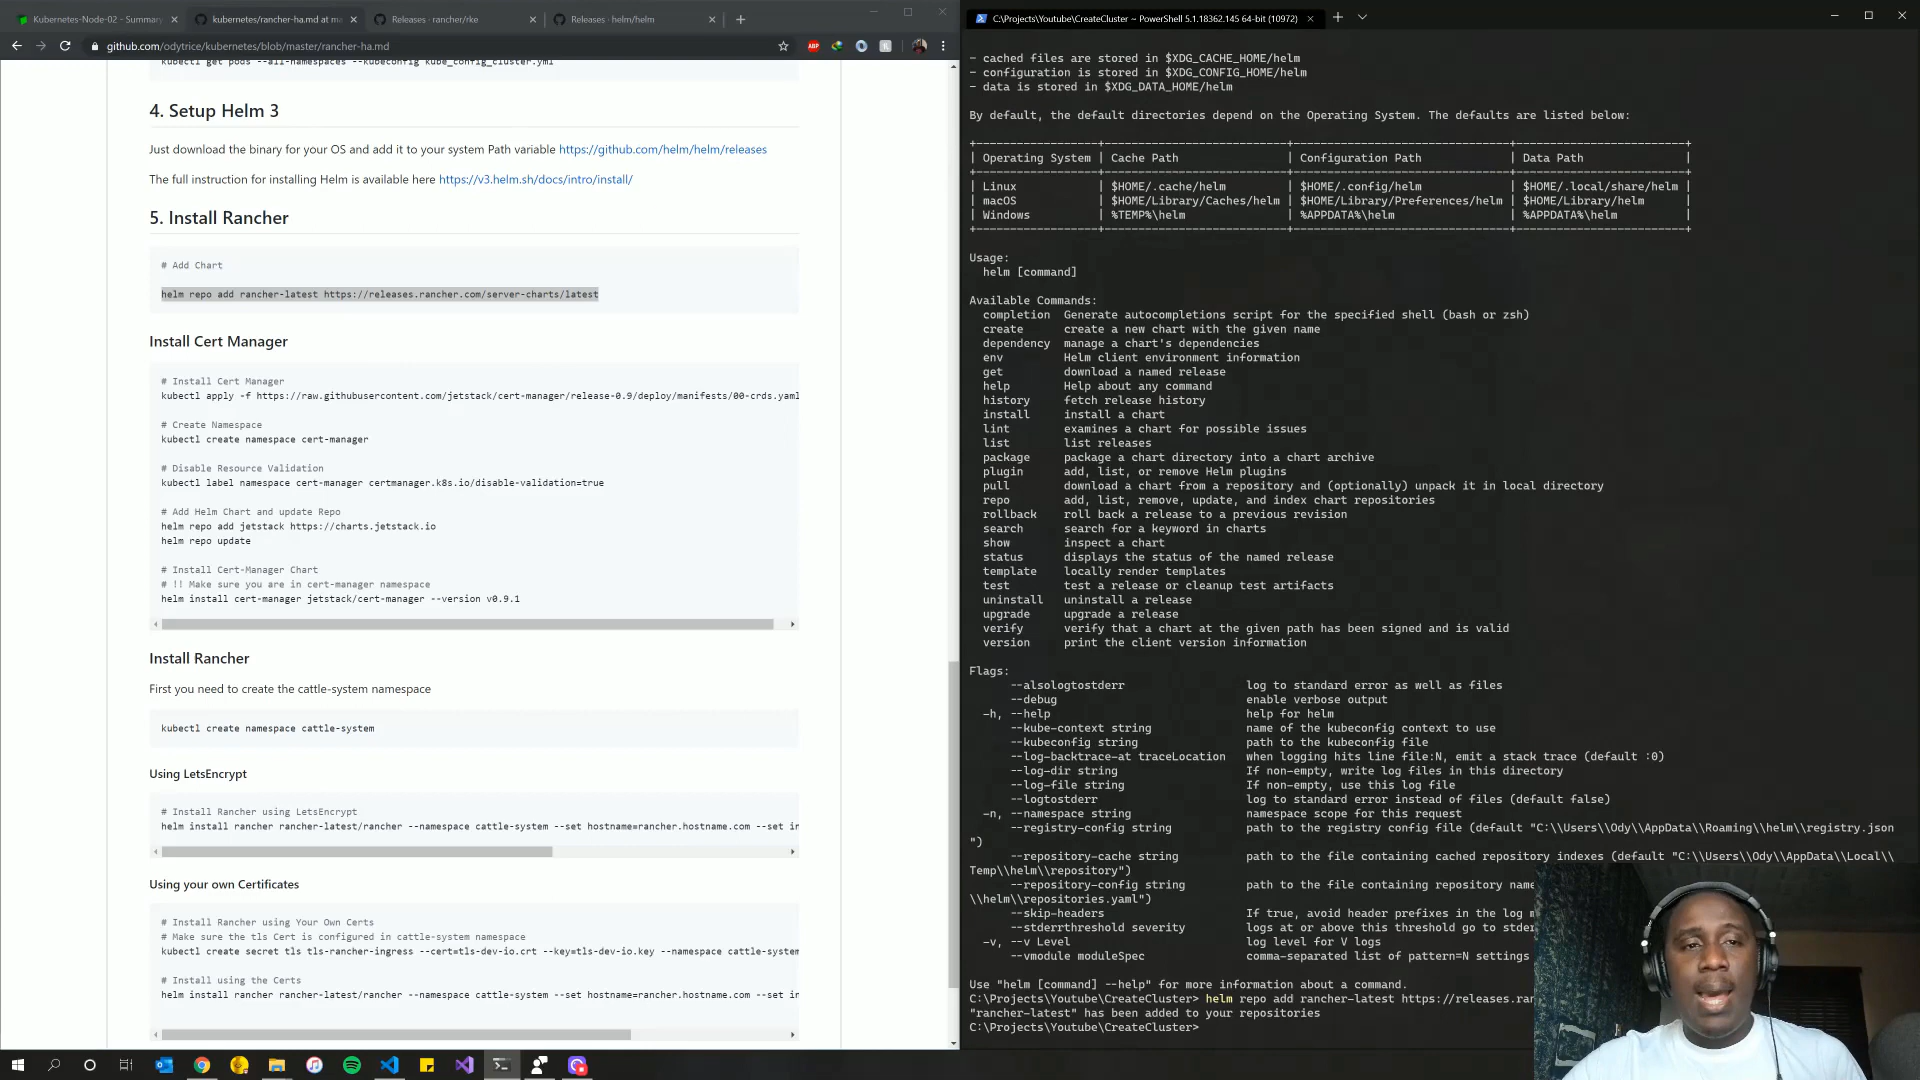 Kubernetes-Node-02 - Summary
kubernetes/rancher-ha.md at mas
Releases · rancher/rke
Releases · helm/helm
github.com/odytrice/kubernetes/blob/master/rancher-ha.md
kubectl get pods --all-namespaces --kubeconfig kube_config_cluster.yml
4. Setup Helm 3
Just download the binary for your OS and add it to your system Path variable https://github.com/helm/helm/releases
The full instruction for installing Helm is available here https://v3.helm.sh/docs/intro/install/
5. Install Rancher
# Add Chart
helm repo add rancher-latest https://releases.rancher.com/server-charts/latest
Install Cert Manager
# Install Cert Manager
kubectl apply -f https://raw.githubusercontent.com/jetstack/cert-manager/release-0.9/deploy/manifests/00-crds.yaml
# Create Namespace
kubectl create namespace cert-manager
# Disable Resource Validation
kubectl label namespace cert-manager certmanager.k8s.io/disable-validation=true
# Add Helm Chart and update Repo
helm repo add jetstack https://charts.jetstack.io
helm repo update
# Install Cert-Manager Chart
# !! Make sure you are in cert-manager namespace
helm install cert-manager jetstack/cert-manager --version v0.9.1
Install Rancher
First you need to create the cattle-system namespace
kubectl create namespace cattle-system
Using LetsEncrypt
# Install Rancher using LetsEncrypt
helm install rancher rancher-latest/rancher --namespace cattle-system --set hostname=rancher.hostname.com --set in
Using your own Certificates
# Install Rancher using Your Own Certs
# Make sure the tls Cert is configured in cattle-system namespace
kubectl create secret tls tls-rancher-ingress --cert=tls-dev-io.crt --key=tls-dev-io.key --namespace cattle-system
# Install using the Certs
helm install rancher rancher-latest/rancher --namespace cattle-system --set hostname=rancher.hostname.com --set in
C:\Projects\Youtube\CreateCluster ~ PowerShell 5.1.18362.145 64-bit (10972)
- cached files are stored in $XDG_CACHE_HOME/helm
- configuration is stored in $XDG_CONFIG_HOME/helm
- data is stored in $XDG_DATA_HOME/helm
By default, the default directories depend on the Operating System. The defaults are listed below:
+------------------+---------------------------+--------------------------------+-------------------------+
| Operating System | Cache Path | Configuration Path | Data Path |
+------------------+---------------------------+--------------------------------+-------------------------+
| Linux | $HOME/.cache/helm | $HOME/.config/helm | $HOME/.local/share/helm |
| macOS | $HOME/Library/Caches/helm | $HOME/Library/Preferences/helm | $HOME/Library/helm |
| Windows | %TEMP%\helm | %APPDATA%\helm | %APPDATA%\helm |
+------------------+---------------------------+--------------------------------+-------------------------+
Usage:
helm [command]
Available Commands:
completion Generate autocompletions script for the specified shell (bash or zsh)
create create a new chart with the given name
dependency manage a chart's dependencies
env Helm client environment information
get download a named release
help Help about any command
history fetch release history
install install a chart
lint examines a chart for possible issues
list list releases
package package a chart directory into a chart archive
plugin add, list, or remove Helm plugins
pull download a chart from a repository and (optionally) unpack it in local directory
repo add, list, remove, update, and index chart repositories
rollback roll back a release to a previous revision
search search for a keyword in charts
show inspect a chart
status displays the status of the named release
template locally render templates
test test a release or cleanup test artifacts
uninstall uninstall a release
upgrade upgrade a release
verify verify that a chart at the given path has been signed and is valid
version print the client version information
Flags:
--alsologtostderr log to standard error as well as files
--debug enable verbose output
-h, --help help for helm
--kube-context string name of the kubeconfig context to use
--kubeconfig string path to the kubeconfig file
--log-backtrace-at traceLocation when logging hits line file:N, emit a stack trace (default :0)
--log-dir string If non-empty, write log files in this directory
--log-file string If non-empty, use this log file
--logtostderr log to standard error instead of files (default false)
-n, --namespace string namespace scope for this request
--registry-config string path to the registry config file (default "C:\\Users\\Ody\\AppData\\Roaming\\helm\\registry.json
")
--repository-cache string path to the file containing cached repository indexes (default "C:\\Users\\Ody\\AppData\\Local\\
Temp\\helm\\repository")
--repository-config string path to the file containing repository name
\\helm\\repositories.yaml")
--skip-headers If true, avoid header prefixes in the log m
--stderrthreshold severity logs at or above this threshold go to stder
-v, --v Level log level for V logs
--vmodule moduleSpec comma-separated list of pattern=N settings
Use "helm [command] --help" for more information about a command.
C:\Projects\Youtube\CreateCluster> helm repo add rancher-latest https://releases.ran
"rancher-latest" has been added to your repositories
C:\Projects\Youtube\CreateCluster>